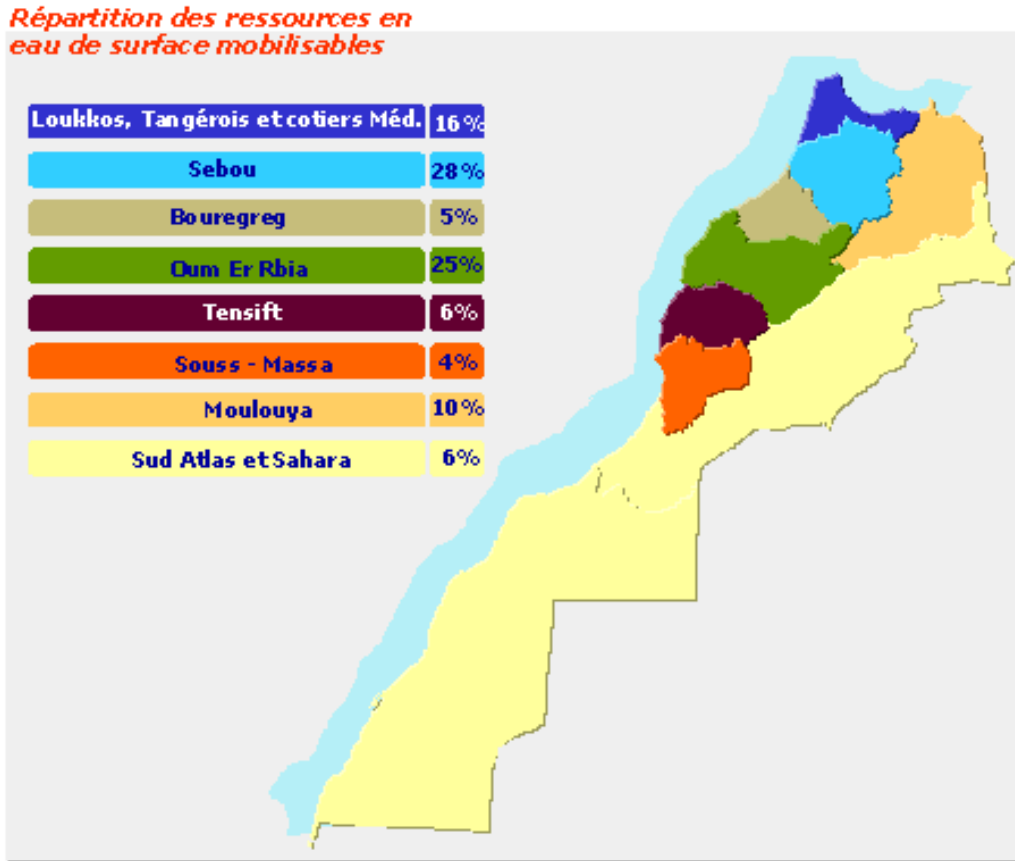 Répartition des ressources en
eau de surface mobilisables
Loukkos, Tangérois et cotiers Méd. 16%
Sebou 28%
Bouregreg 5%
Oum Er Rbia 25%
Tensift 6%
Souss - Massa 4%
Moulouya 10%
Sud Atlas et Sahara 6%